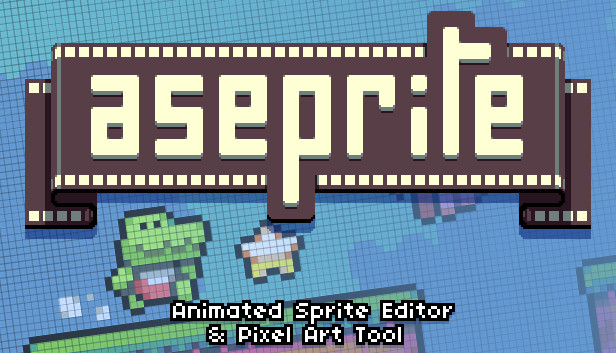 aseprite
Animated Sprite Editor
& Pixel Art Tool